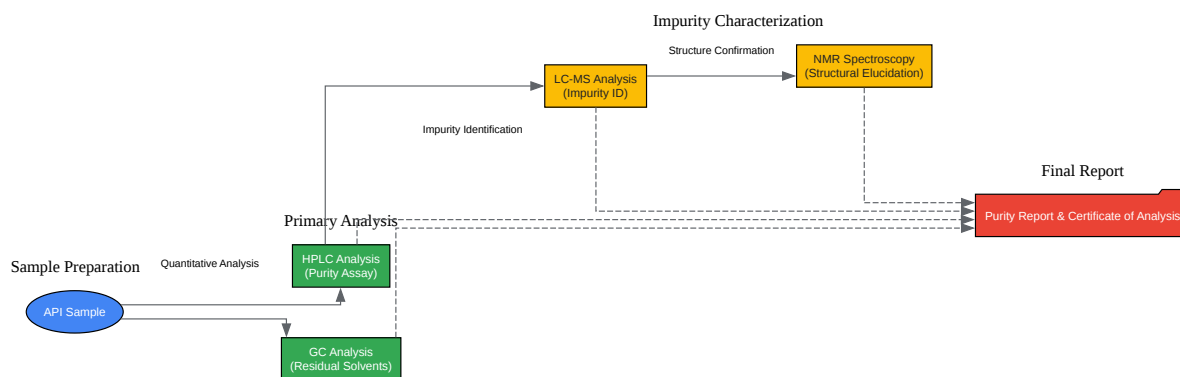 Impurity Characterization
Structure Confirmation
NMR Spectroscopy
(Structural Elucidation)
LC-MS Analysis
(Impurity ID)
Impurity Identification
Final Report
Purity Report & Certificate of Analysis
Primary Analysis
HPLC Analysis
(Purity Assay)
Sample Preparation
Quantitative Analysis
API Sample
GC Analysis
(Residual Solvents)